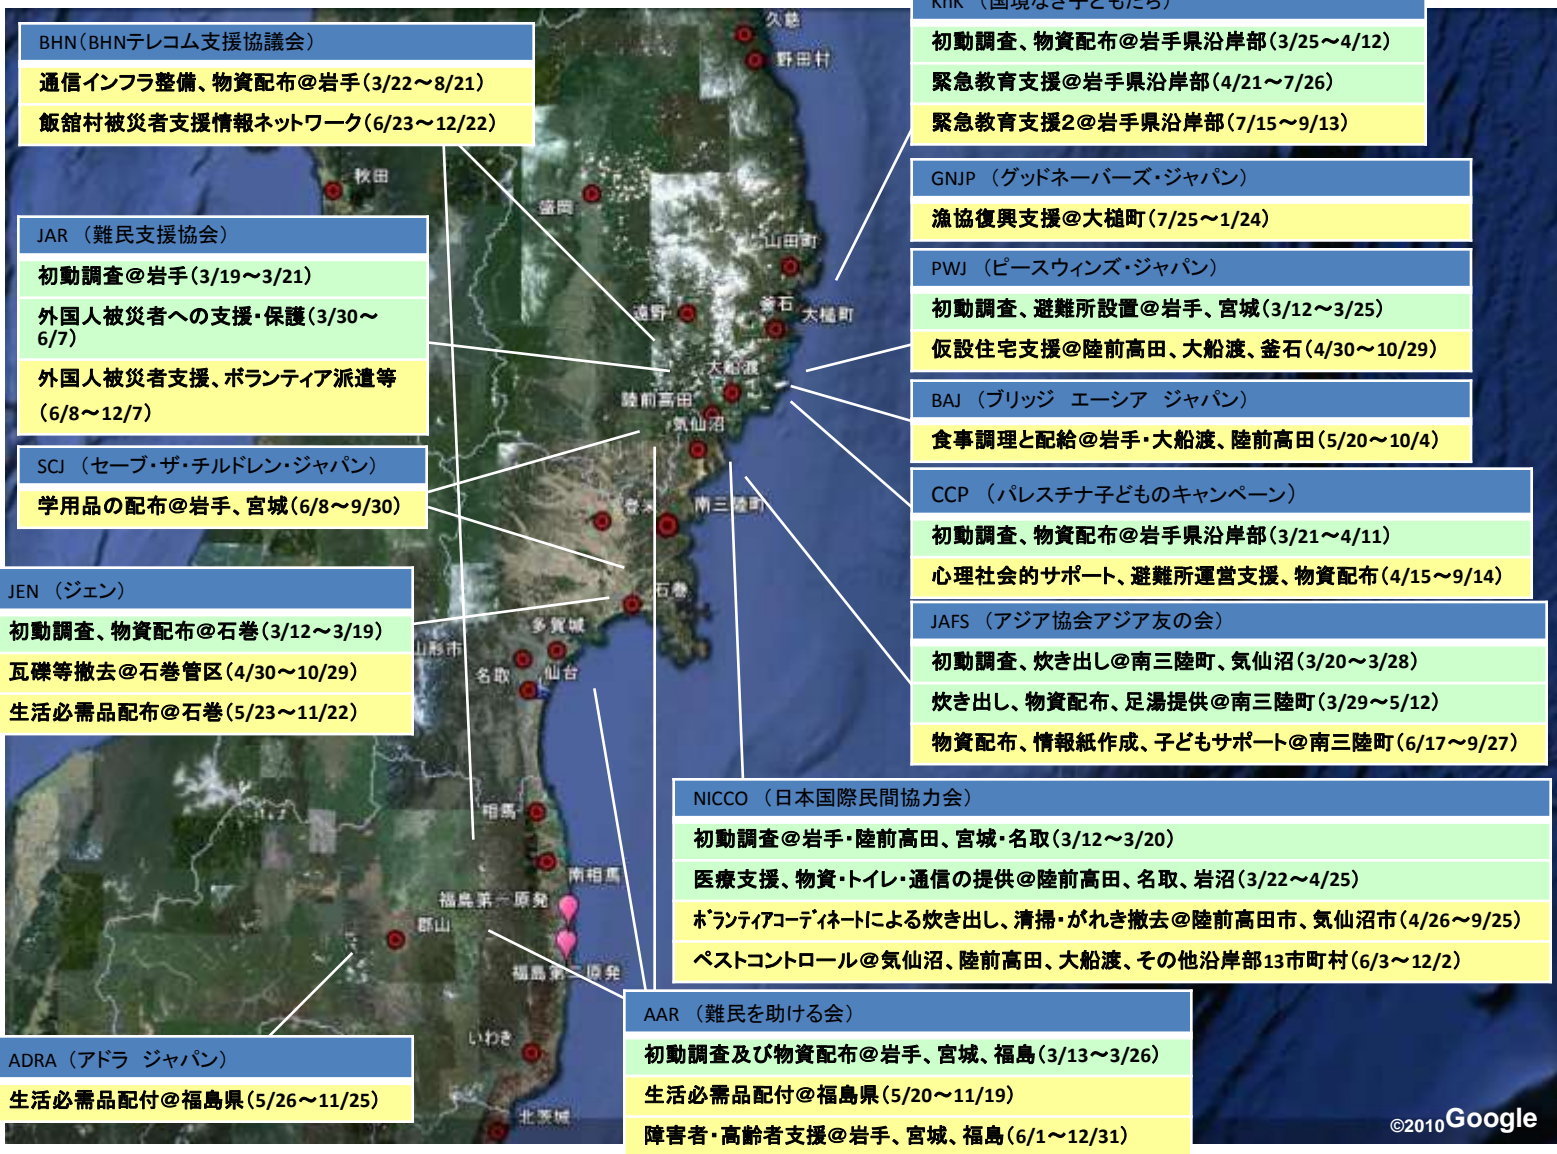 BHN(BHNテレコム支援協議会)
通信インフラ整備、物資配布@岩手(3/22～8/21)
飯舘村被災者支援情報ネットワーク(6/23～12/22)
JAR （難民支援協会）
初動調査@岩手(3/19～3/21)
外国人被災者への支援・保護(3/30～
6/7)
外国人被災者支援、ボランティア派遣等
(6/8～12/7)
SCJ （セーブ・ザ・チルドレン・ジャパン）
学用品の配布@岩手、宮城(6/8～9/30)
JEN （ジェン）
初動調査、物資配布@石巻(3/12～3/19)
瓦礫等撤去@石巻管区(4/30～10/29)
生活必需品配布@石巻(5/23～11/22)
ADRA （アドラ　ジャパン）
生活必需品配付@福島県(5/26～11/25)
KnK （国境なき子どもたち）
初動調査、物資配布@岩手県沿岸部(3/25～4/12)
緊急教育支援@岩手県沿岸部(4/21～7/26)
緊急教育支援2@岩手県沿岸部(7/15～9/13)
GNJP （グッドネーバーズ・ジャパン）
漁協復興支援@大槌町(7/25～1/24)
PWJ （ピースウィンズ・ジャパン）
初動調査、避難所設置@岩手、宮城(3/12～3/25)
仮設住宅支援@陸前高田、大船渡、釜石(4/30～10/29)
BAJ （ブリッジ　エーシア　ジャパン）
食事調理と配給@岩手・大船渡、陸前高田(5/20～10/4)
CCP （パレスチナ子どものキャンペーン）
初動調査、物資配布@岩手県沿岸部(3/21～4/11)
心理社会的サポート、避難所運営支援、物資配布(4/15～9/14)
JAFS （アジア協会アジア友の会）
初動調査、炊き出し@南三陸町、気仙沼(3/20～3/28)
炊き出し、物資配布、足湯提供@南三陸町(3/29～5/12)
物資配布、情報紙作成、子どもサポート@南三陸町(6/17～9/27)
NICCO （日本国際民間協力会）
初動調査@岩手・陸前高田、宮城・名取(3/12～3/20)
医療支援、物資・トイレ・通信の提供@陸前高田、名取、岩沼(3/22～4/25)
ボランティアコーディネートによる炊き出し、清掃・がれき撤去@陸前高田市、気仙沼市(4/26～9/25)
ペストコントロール@気仙沼、陸前高田、大船渡、その他沿岸部13市町村(6/3～12/2)
AAR （難民を助ける会）
初動調査及び物資配布@岩手、宮城、福島(3/13～3/26)
生活必需品配付@福島県(5/20～11/19)
障害者・高齢者支援@岩手、宮城、福島(6/1～12/31)
久慈
野田村
秋田
盛岡
山田町
釜石
遠野
大槌町
大船渡
陸前高田
気仙沼
登米
南三陸町
石巻
多賀城
山形市
名取
仙台
相馬
南相馬
福島第一原発
郡山
福島第二原発
いわき
北茨城
©2010Google